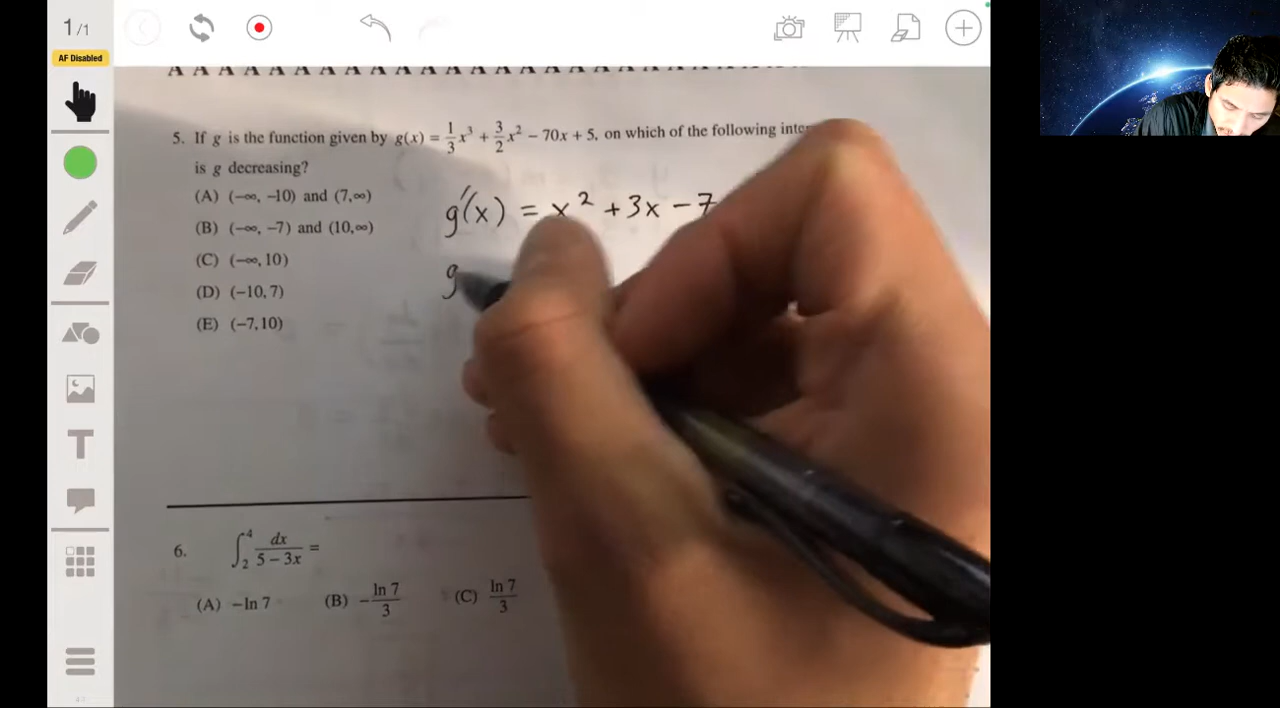 1/1
AF Disabled
A A A A A A A A A A A A A A A A A A A A A A A A A
5. If g is the function given by g(x) = 1/3 x³ + 3/2 x² − 70x + 5, on which of the following
is g decreasing?
(A) (−∞, −10) and (7,∞)
(B) (−∞, −7) and (10,∞)
(C) (−∞, 10)
(D) (−10, 7)
(E) (−7, 10)
g'(x) = x² + 3x − 7
g
6. ∫₂⁴ dx/(5 − 3x) =
(A) −ln 7 (B) −ln 7/3 (C) ln 7/3
T